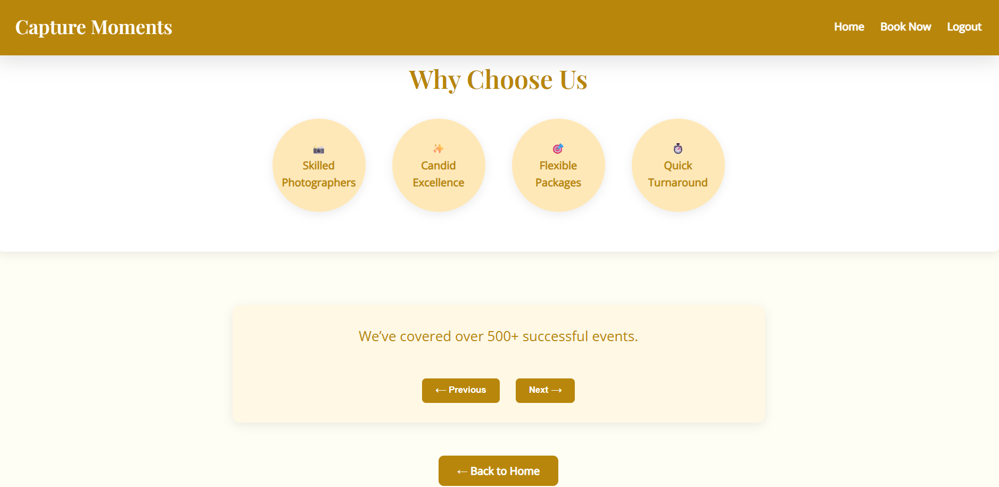 Capture Moments
Home
Book Now
Logout
Why Choose Us
Skilled
Photographers
Candid
Excellence
Flexible
Packages
Quick
Turnaround
We’ve covered over 500+ successful events.
← Previous
Next →
← Back to Home